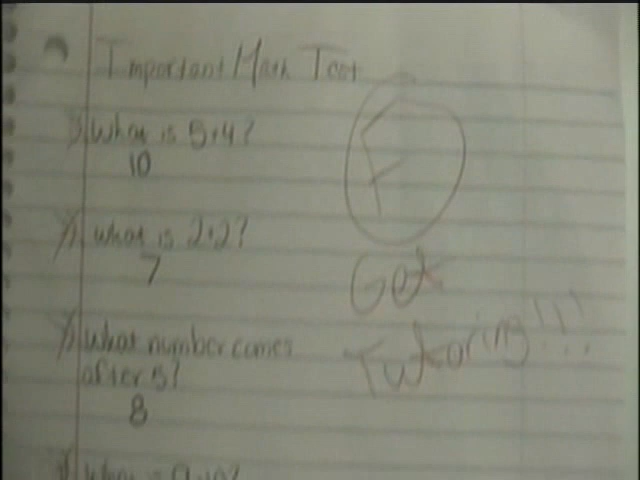 Important Math Test
1) What is 5+4?
10
2) What is 2+2?
7
3) What number comes
after 5?
8
What
F
Get
Tutoring!!!